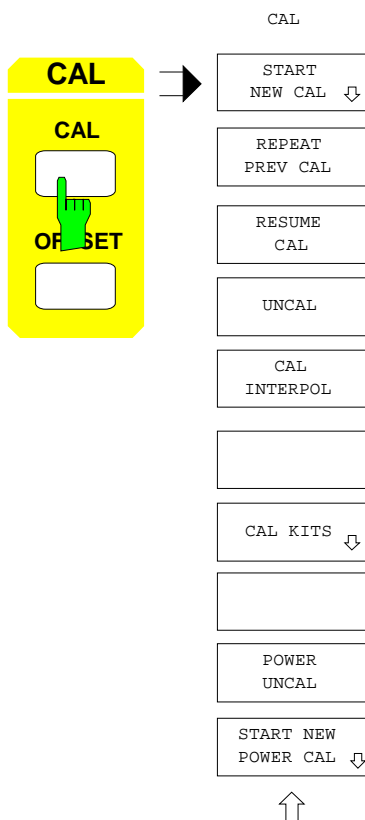 CAL
CAL
CAL
START
NEW CAL
REPEAT
PREV CAL
RESUME
CAL
UNCAL
CAL
INTERPOL
CAL KITS
POWER
UNCAL
START NEW
POWER CAL